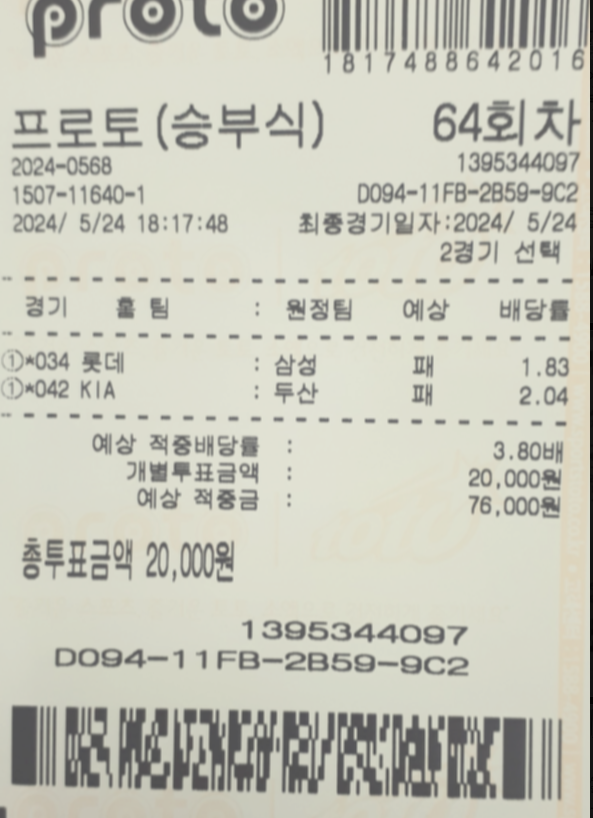 proto
1817488642016
프로토(승부식) 64회차
2024-0568 1395344097
1507-11640-1 D094-11FB-2B59-9C2
2024/ 5/24 18:17:48 최종경기일자:2024/ 5/24
2경기 선택
경기 홈 팀 : 원정팀 예상 배당률
①*034 롯데 : 삼성 패 1.83
①*042 KIA : 두산 패 2.04
예상 적중배당률 : 3.80배
개별투표금액 : 20,000원
예상 적중금 : 76,000원
총투표금액 20,000원
1395344097
D094-11FB-2B59-9C2